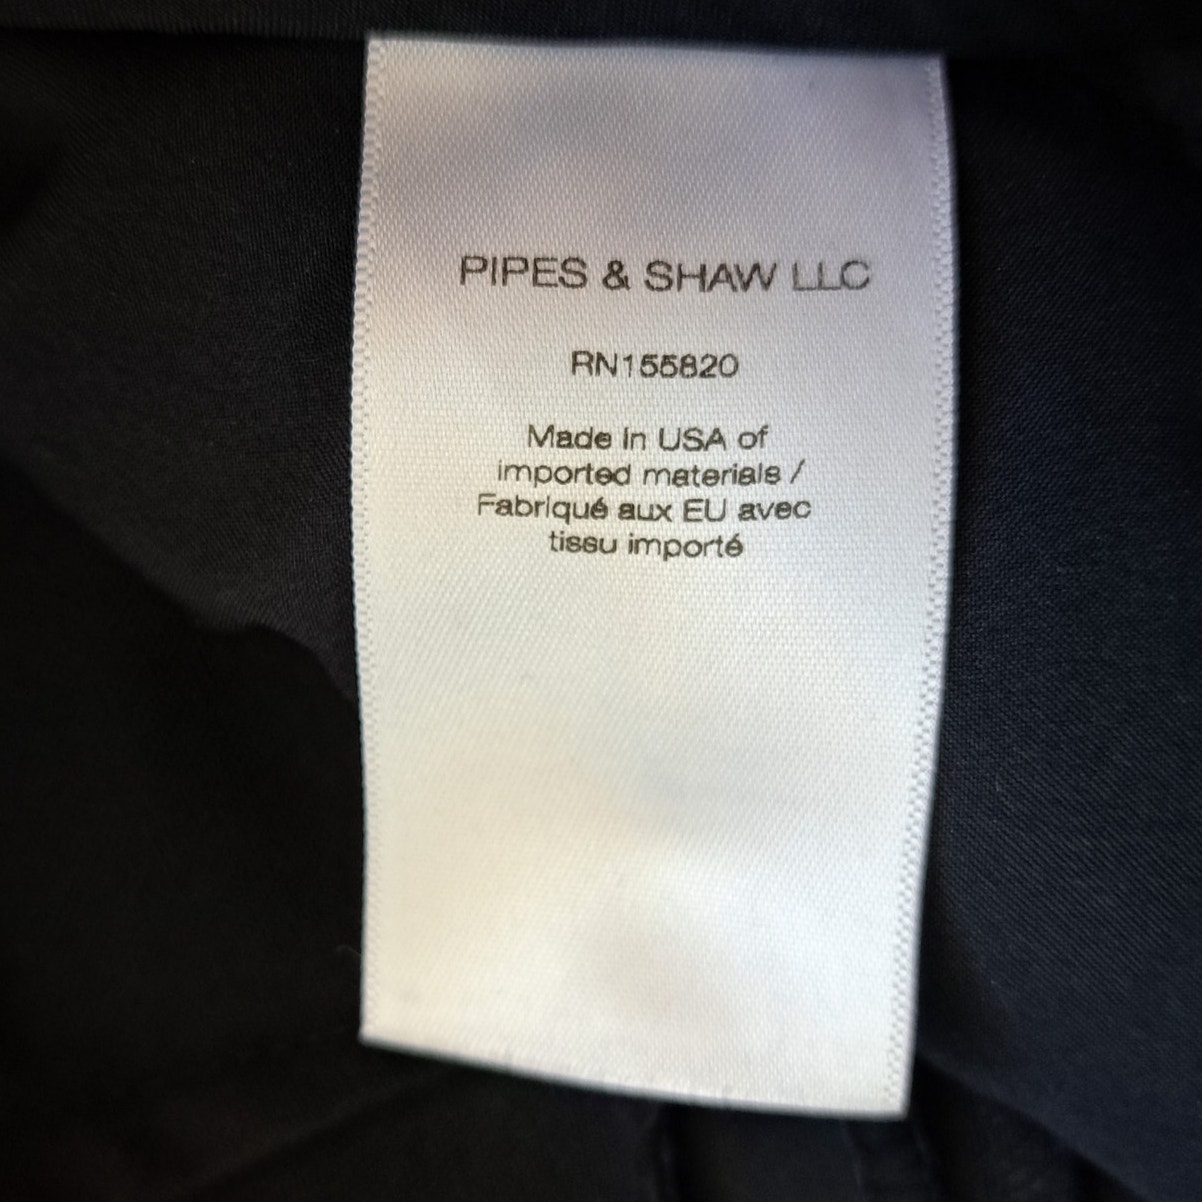 PIPES & SHAW LLC
RN155820
Made in USA of
imported materials /
Fabriqué aux EU avec
tissu importé